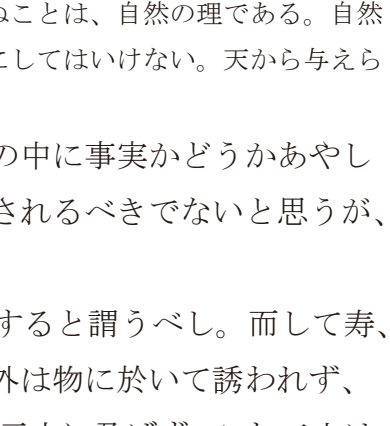 ぬことは、自然の理である。自然
にしてはいけない。天から与えら
の中に事実かどうかあやし
されるべきでないと思うが、
すると謂うべし。而して寿、
外は物に於いて誘われず、